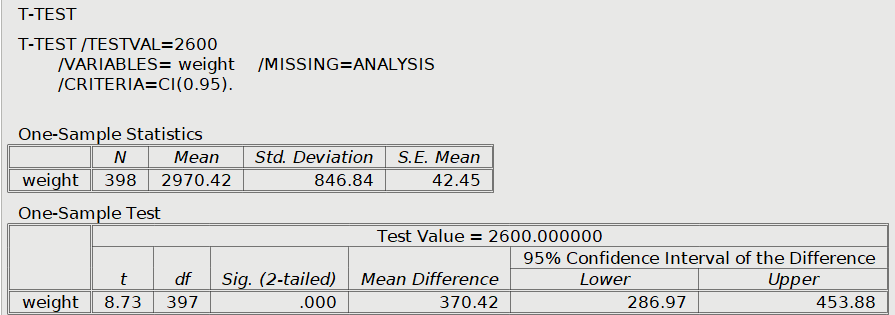 T-TEST
T-TEST /TESTVAL=2600
/VARIABLES= weight /MISSING=ANALYSIS
/CRITERIA=CI(0.95).
One-Sample Statistics
N Mean Std. Deviation S.E. Mean
weight 398 2970.42 846.84 42.45
One-Sample Test
Test Value = 2600.000000
95% Confidence Interval of the Difference
t df Sig. (2-tailed) Mean Difference Lower Upper
weight 8.73 397 .000 370.42 286.97 453.88